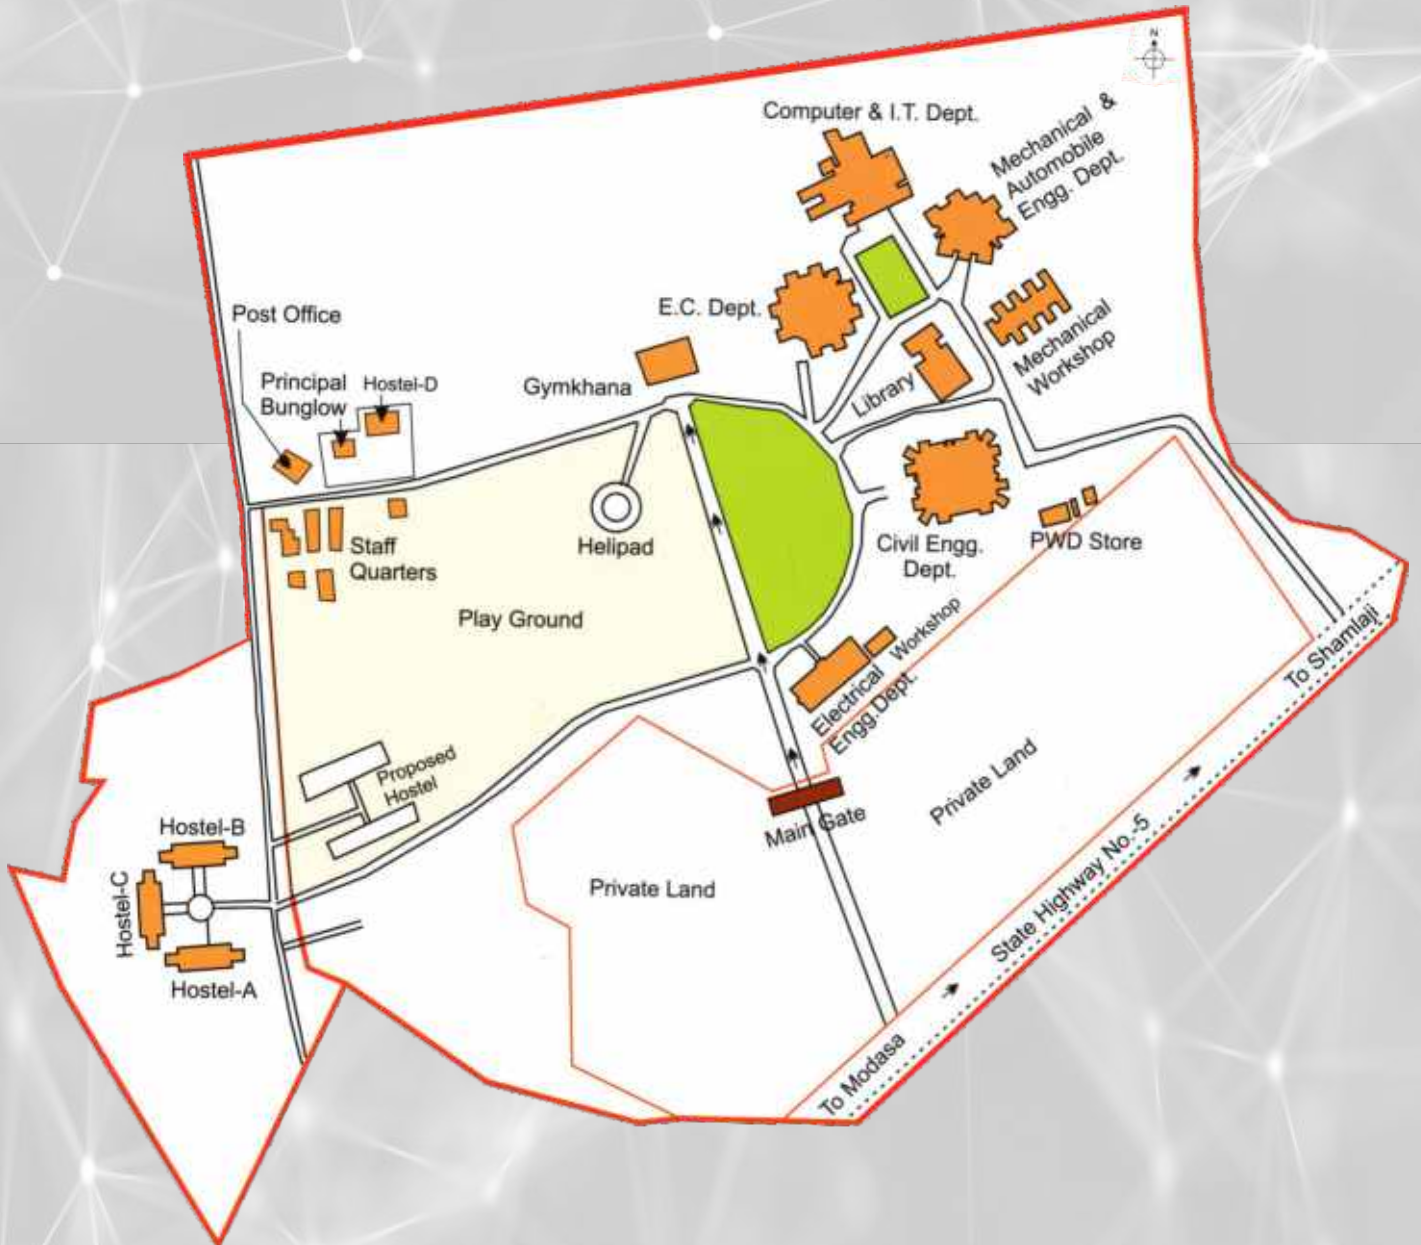 N
Computer & I.T. Dept.
Mechanical &
Automobile
Engg. Dept.
Post Office
E.C. Dept.
Principal
Bunglow
Hostel-D
Gymkhana
Library
Mechanical
Workshop
Staff
Quarters
Helipad
Civil Engg.
Dept.
PWD Store
Play Ground
Electrical
Engg.Dept.
Workshop
To Shamlaji
Proposed
Hostel
Main Gate
Private Land
Hostel-B
Hostel-C
Hostel-A
Private Land
State Highway No.-5
To Modasa